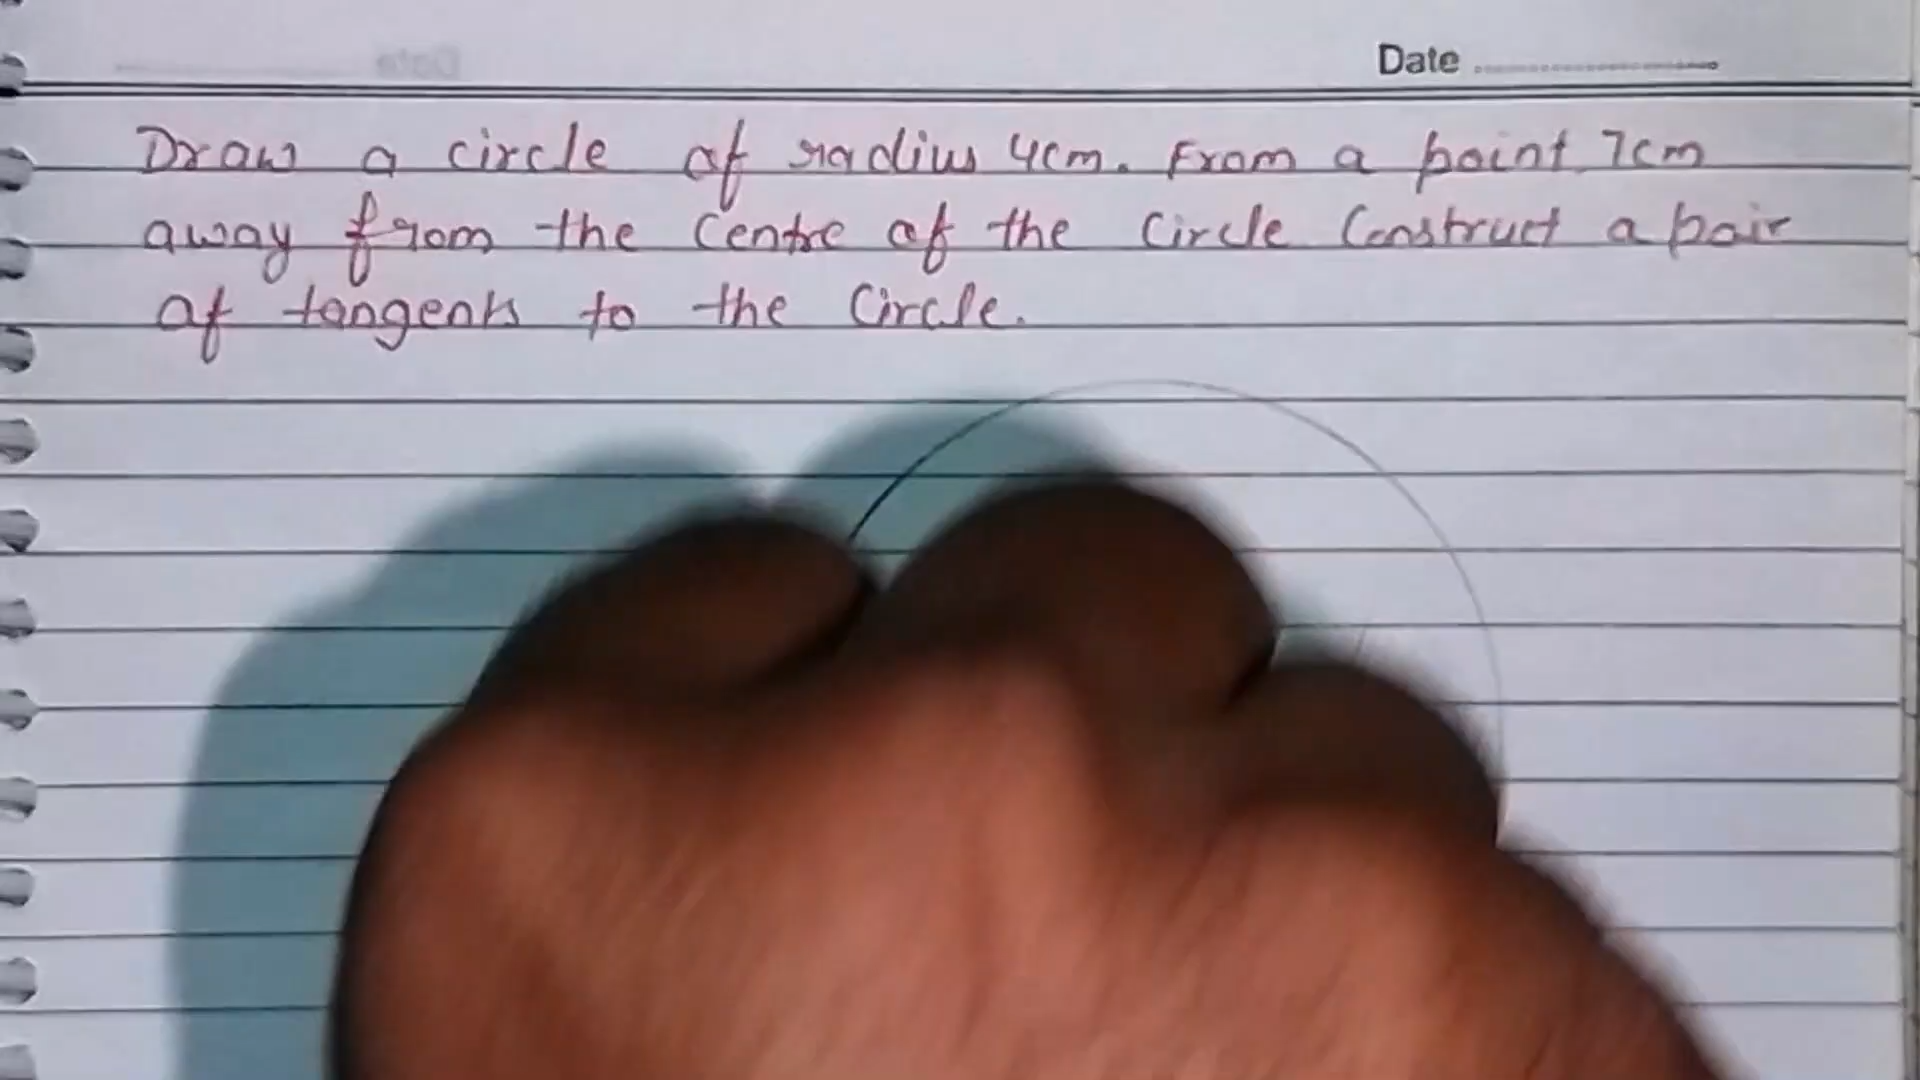 Date
Draw a circle of radius 4cm. From a point 7cm
away from the Centre of the Circle Construct a pair
of tangents to the Circle.